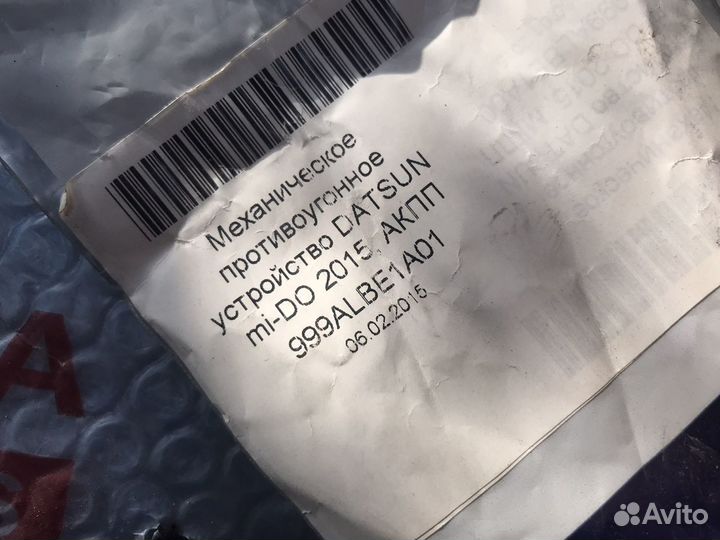 Механическое
противоугонное
устройство DATSUN
mi-DO 2015, АКПП
999ALBE1A01
06.02.2015
A
Avito